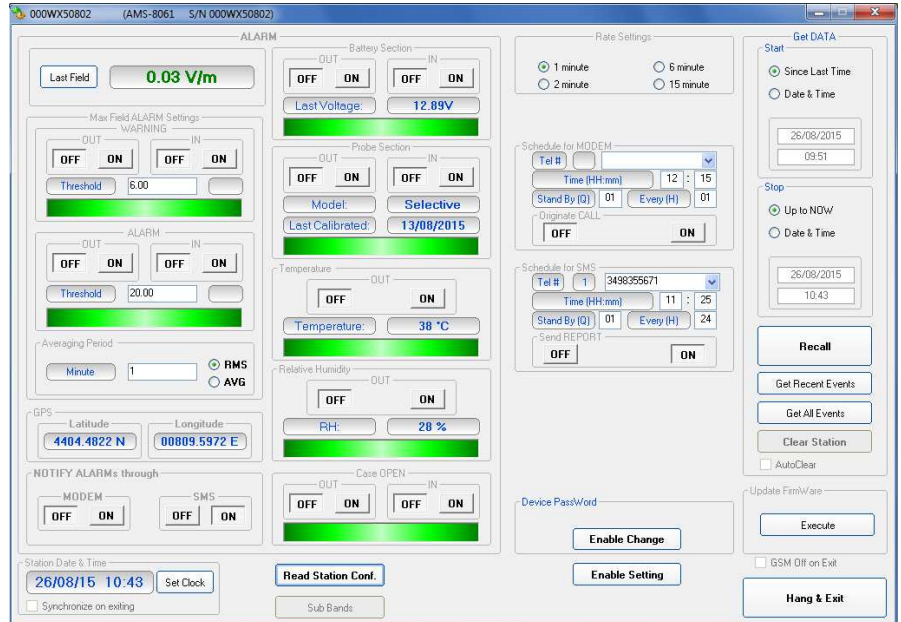 000WX50802 (AMS-8061 S/N 000WX50802)
ALARM
Last Field 0.03 V/m
Max Field ALARM Settings
WARNING
OUT IN
OFF ON OFF ON
Threshold 6.00
ALARM
OUT IN
OFF ON OFF ON
Threshold 20.00
Averaging Period
Minute 1 RMS
AVG
GPS
Latitude Longitude
4404.4822 N 00809.5972 E
NOTIFY ALARMs through
MODEM SMS
OFF ON OFF ON
Station Date & Time
26/08/15 10:43 Set Clock
Synchronize on exiting
Battery Section
OUT IN
OFF ON OFF ON
Last Voltage: 12.89V
Probe Section
OUT IN
OFF ON OFF ON
Model: Selective
Last Calibrated: 13/08/2015
Temperature
OUT
OFF ON
Temperature: 38 °C
Relative Humidity
OUT
OFF ON
RH: 28 %
Case OPEN
OUT IN
OFF ON OFF ON
Read Station Conf.
Sub Bands
Rate Settings
1 minute 6 minute
2 minute 15 minute
Schedule for MODEM
Tel #
Time (HH:mm) 12 : 15
Stand By (Q) 01 Every (H) 01
Originate CALL
OFF ON
Schedule for SMS
Tel # 1 3498355671
Time (HH:mm) 11 : 25
Stand By (Q) 01 Every (H) 24
Send REPORT
OFF ON
Device PassWord
Enable Change
Enable Setting
Get DATA
Start
Since Last Time
Date & Time
26/08/2015
09:51
Stop
Up to NOW
Date & Time
26/08/2015
10:43
Recall
Get Recent Events
Get All Events
Clear Station
AutoClear
Update FirmWare
Execute
GSM Off on Exit
Hang & Exit